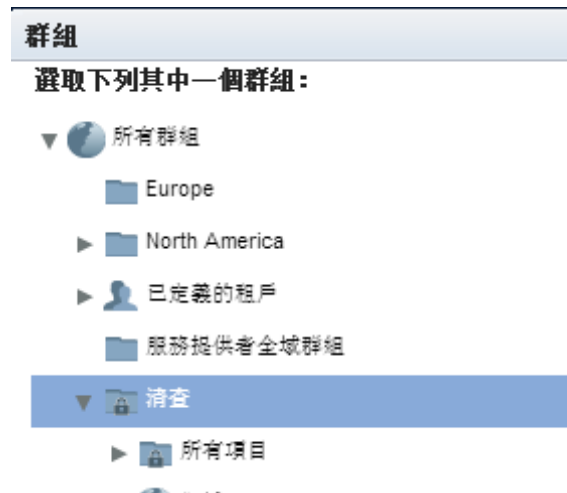 群組
選取下列其中一個群組：
所有群組
Europe
North America
已定義的租戶
服務提供者全域群組
清查
所有項目